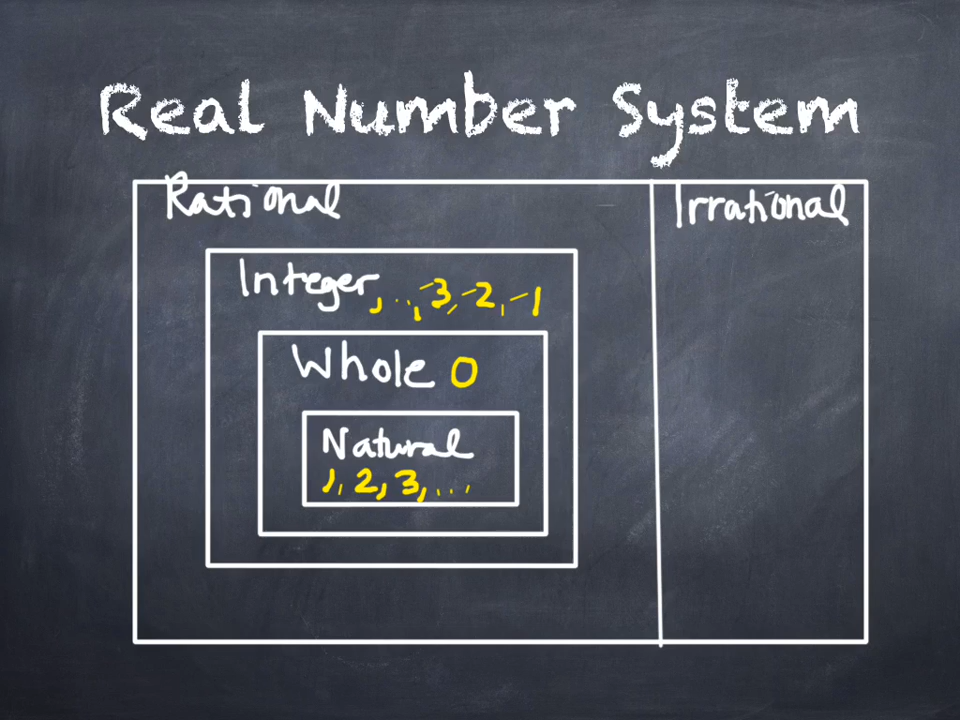 Real Number System
Rational
Irrational
Integer, ..., -3, -2, -1
Whole 0
Natural
1, 2, 3, ...